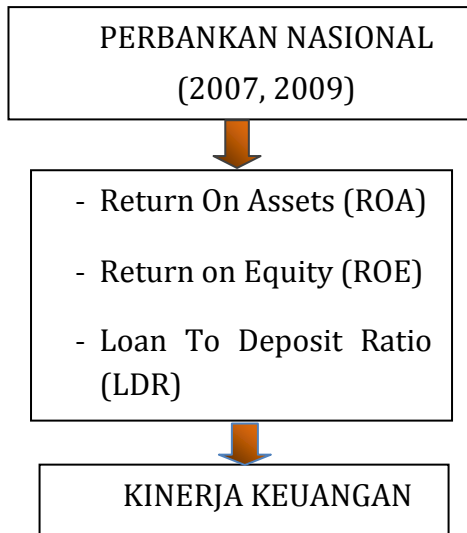 PERBANKAN NASIONAL
(2007, 2009)
- Return On Assets (ROA)
- Return on Equity (ROE)
- Loan To Deposit Ratio
(LDR)
KINERJA KEUANGAN